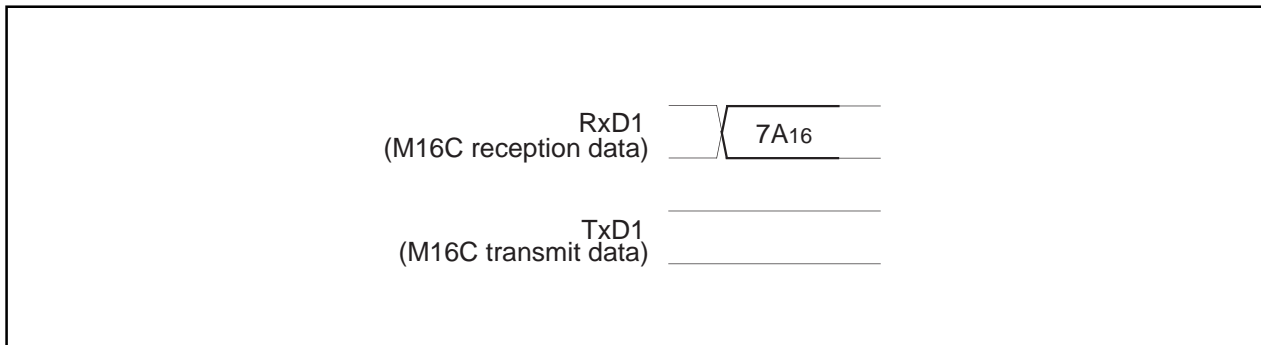 RxD1
(M16C reception data)
7A16
TxD1
(M16C transmit data)